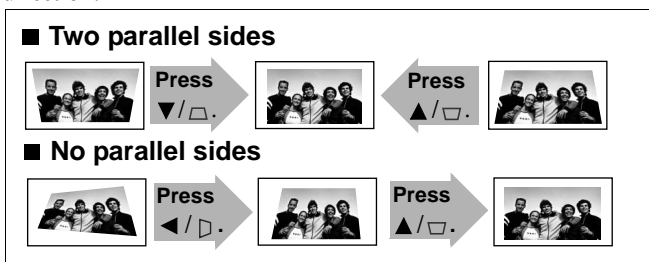 ■ Two parallel sides
Press Press
▼/⏢. ▲/⏢.
■ No parallel sides
Press Press
◀/▯. ▲/⏢.